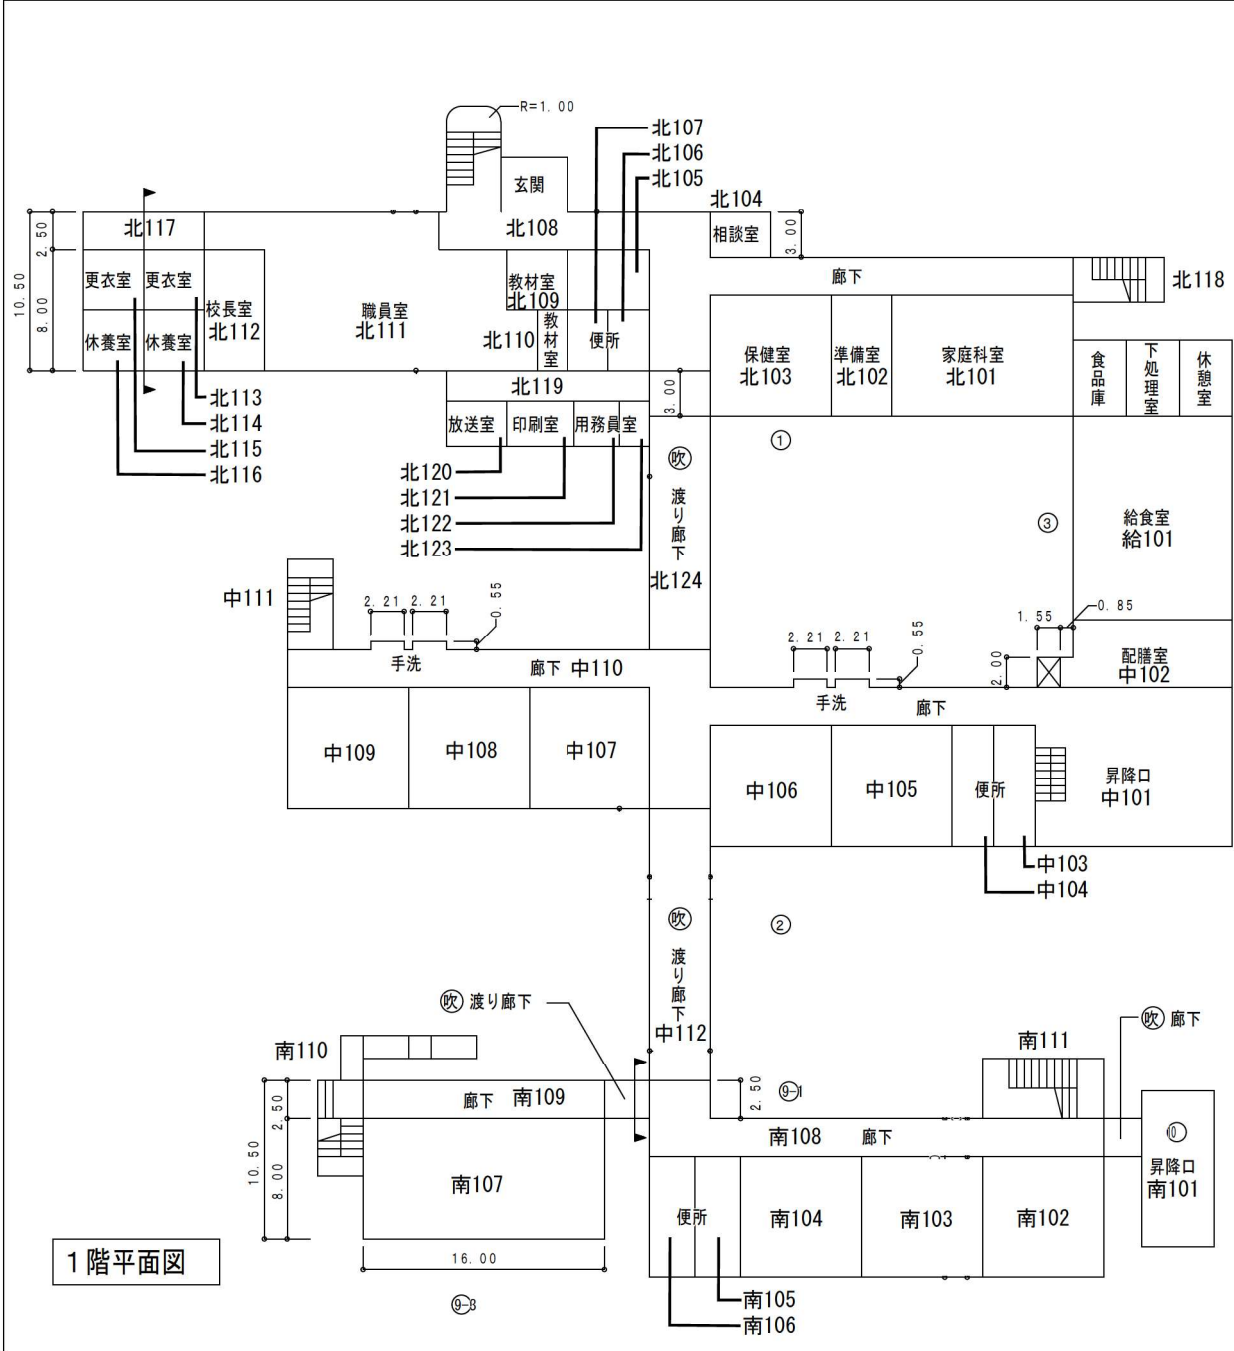 R=1.00
北107
北106
北105
玄関
北104
北117
北108
相談室
3.00
廊下
北118
10.50
2.50
8.00
更衣室
更衣室
校長室
北112
職員室
北111
教材室
北109
北110
教材室
便所
休養室
休養室
保健室
北103
準備室
北102
家庭科室
北101
食品庫
下処理室
休憩室
北119
3.00
北113
北114
北115
北116
放送室
印刷室
用務員室
北120
北121
北122
北123
吹
渡り廊下
北124
①
③
給食室
給101
中111
2.21
2.21
0.55
手洗
廊下 中110
2.21
2.21
0.55
手洗
廊下
1.55
0.85
2.00
配膳室
中102
中109
中108
中107
中106
中105
便所
昇降口
中101
中103
中104
吹
渡り廊下
中112
②
吹 渡り廊下
吹 廊下
南110
南111
廊下 南109
2.50
9-1
南108 廊下
昇降口
南101
10.50
2.50
8.00
南107
便所
南104
南103
南102
16.00
南105
南106
9-3
1階平面図